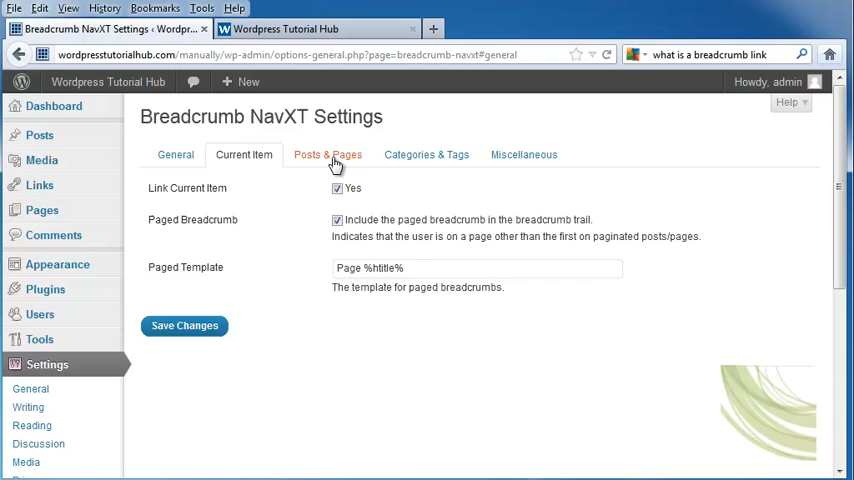 File Edit View History Bookmarks Tools Help
Breadcrumb NavXT Settings ‹ Wordpr... × Wordpress Tutorial Hub × +
wordpresstutorialhub.com/manually/wp-admin/options-general.php?page=breadcrumb-navxt#general what is a breadcrumb link
Wordpress Tutorial Hub + New Howdy, admin
Help
Dashboard
Posts
Media
Links
Pages
Comments
Appearance
Plugins
Users
Tools
Settings
General
Writing
Reading
Discussion
Media
Breadcrumb NavXT Settings
General Current Item Posts & Pages Categories & Tags Miscellaneous
Link Current Item Yes
Paged Breadcrumb Include the paged breadcrumb in the breadcrumb trail.
Indicates that the user is on a page other than the first on paginated posts/pages.
Paged Template Page %htitle%
The template for paged breadcrumbs.
Save Changes